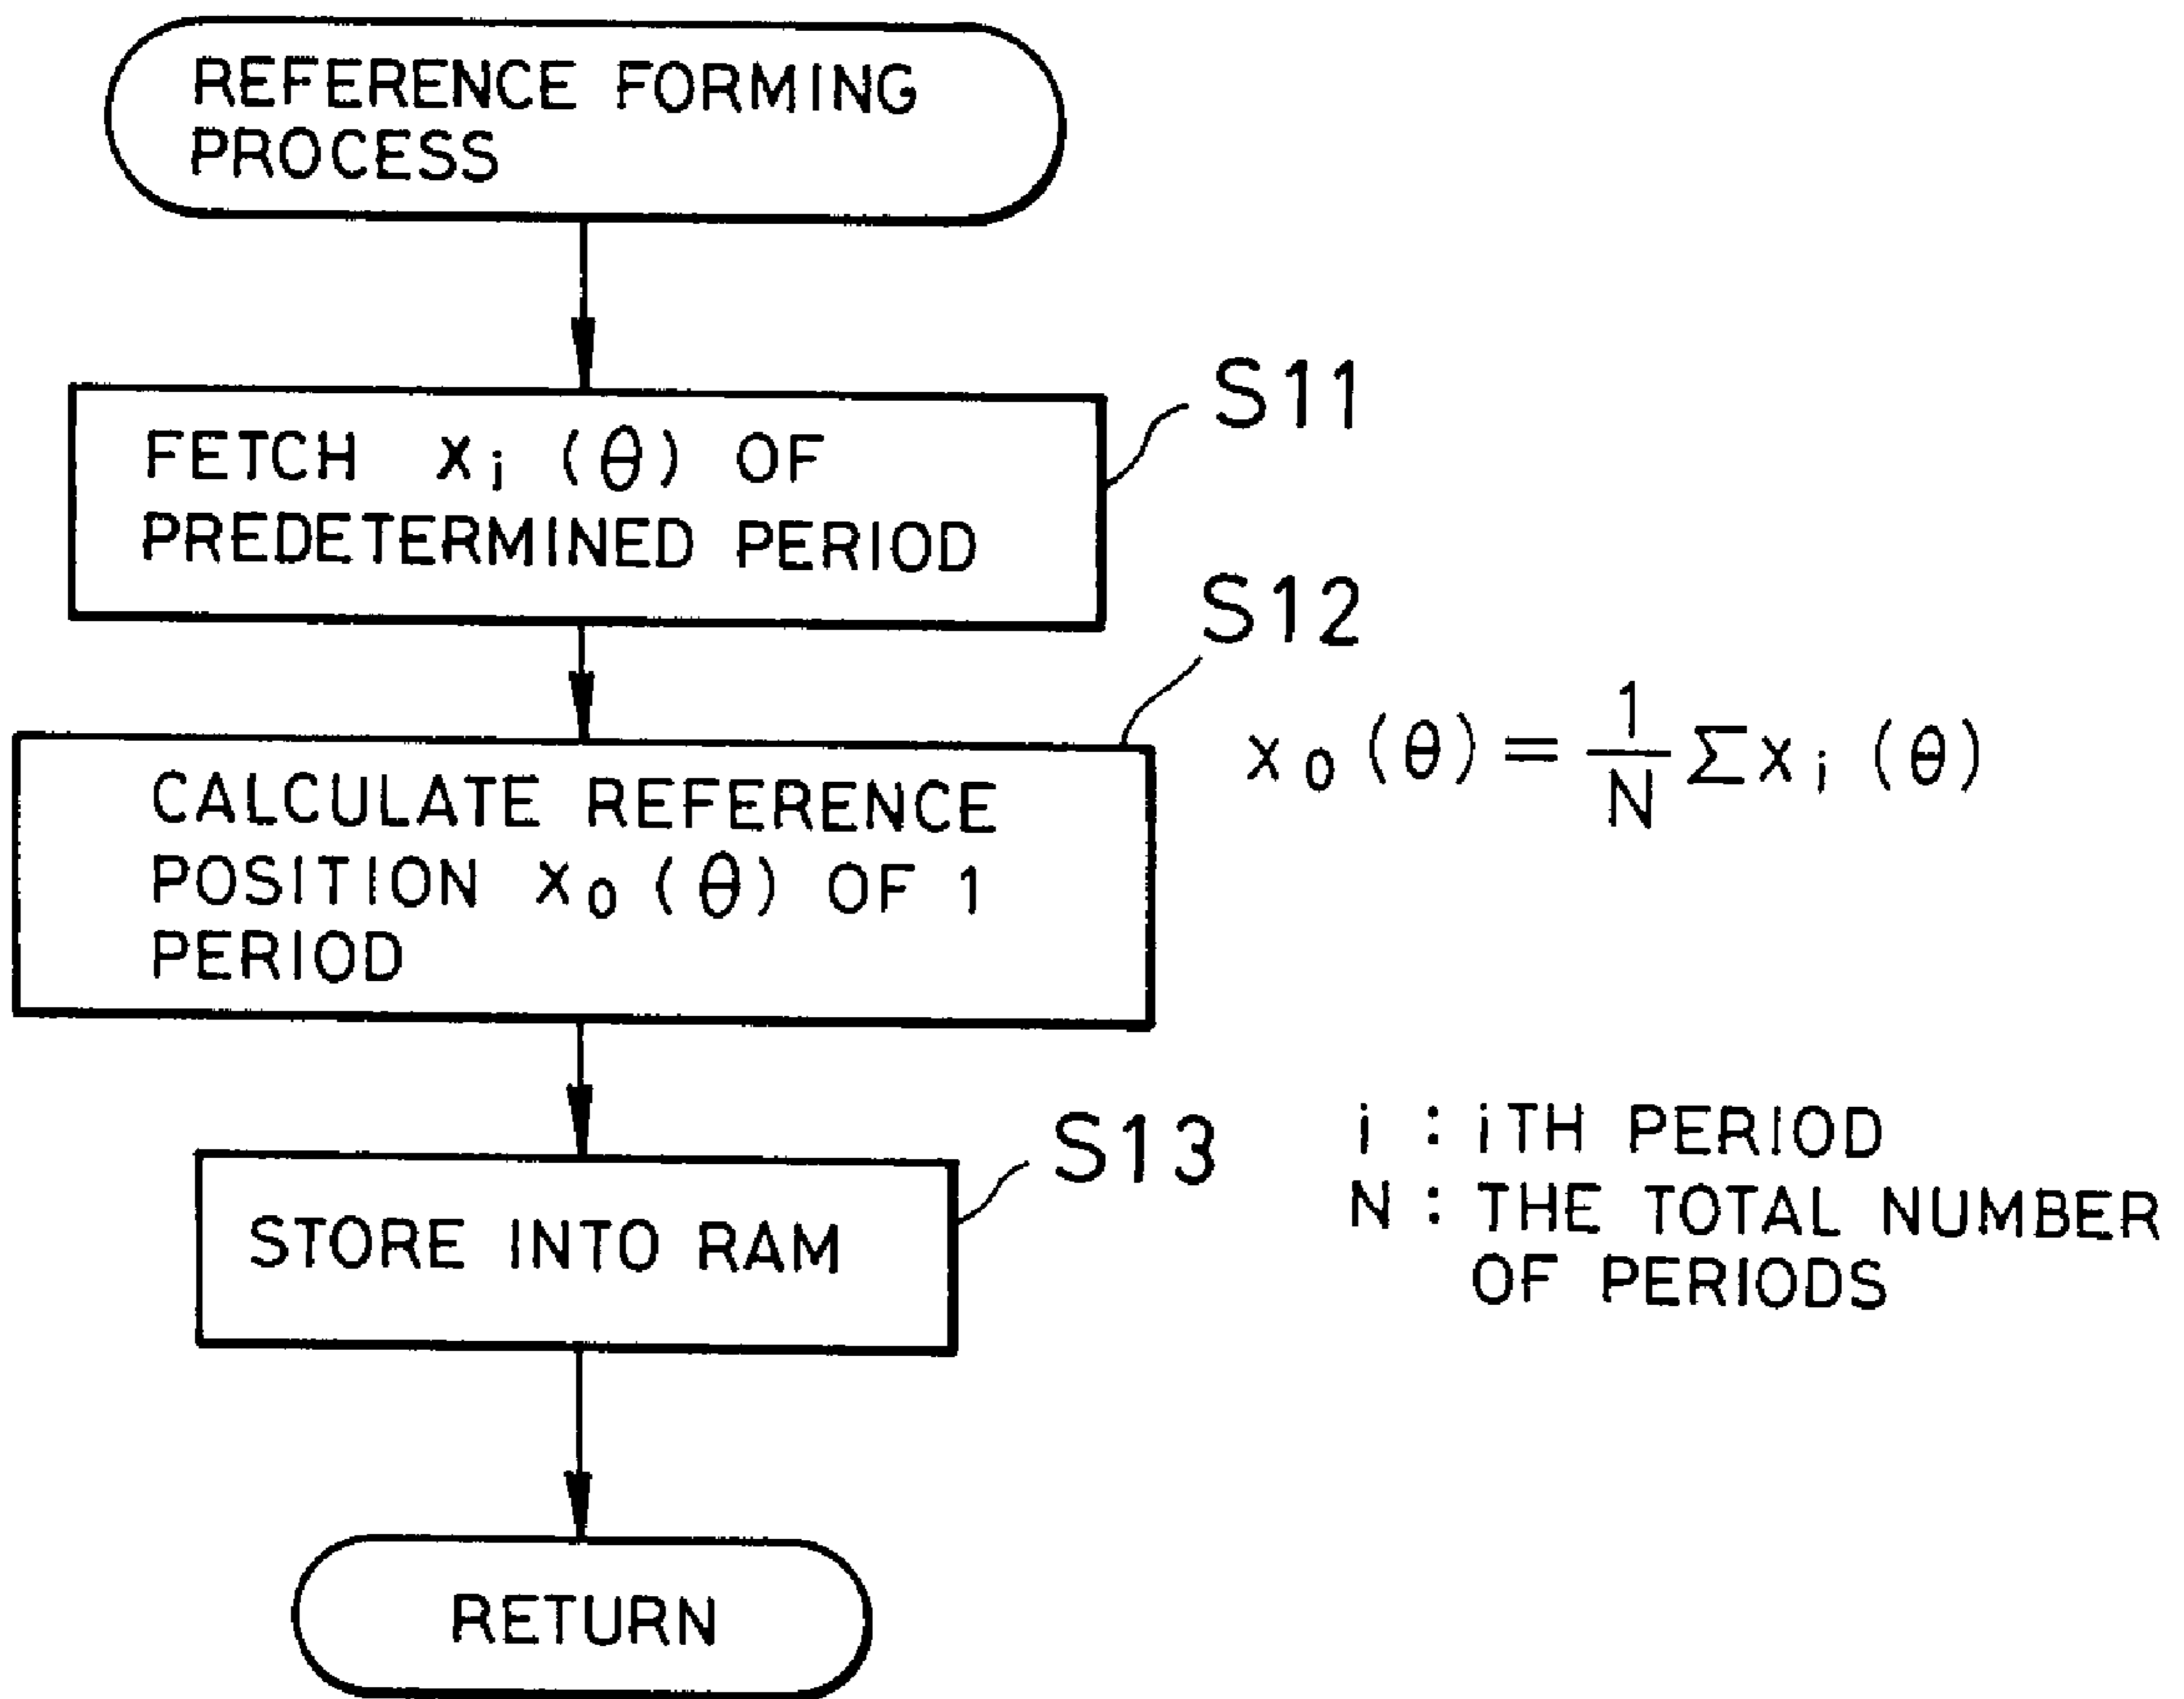 REFERENCE FORMING
PROCESS
S11
FETCH x_i (θ) OF
PREDETERMINED PERIOD
S12
x_0 (θ) = 1/N Σ x_i (θ)
CALCULATE REFERENCE
POSITION x_0 (θ) OF 1
PERIOD
S13
STORE INTO RAM
i : iTH PERIOD
N : THE TOTAL NUMBER
OF PERIODS
RETURN